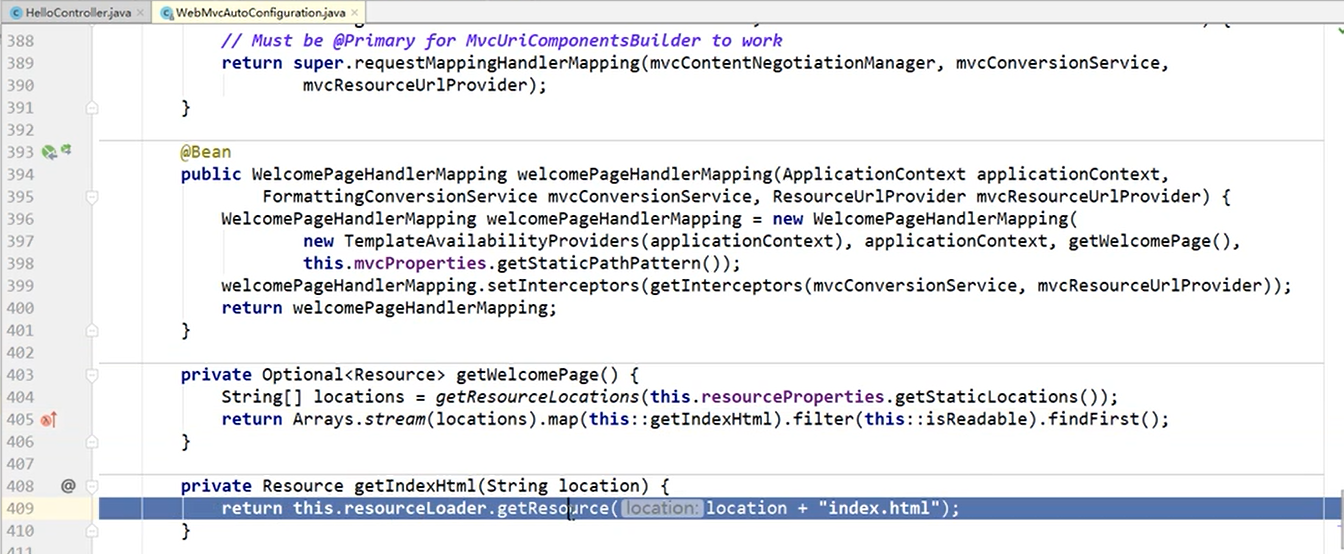 HelloController.java × WebMvcAutoConfiguration.java ×
388 // Must be @Primary for MvcUriComponentsBuilder to work
389 return super.requestMappingHandlerMapping(mvcContentNegotiationManager, mvcConversionService,
390 mvcResourceUrlProvider);
391 }
392
393 @Bean
394 public WelcomePageHandlerMapping welcomePageHandlerMapping(ApplicationContext applicationContext,
395 FormattingConversionService mvcConversionService, ResourceUrlProvider mvcResourceUrlProvider) {
396 WelcomePageHandlerMapping welcomePageHandlerMapping = new WelcomePageHandlerMapping(
397 new TemplateAvailabilityProviders(applicationContext), applicationContext, getWelcomePage(),
398 this.mvcProperties.getStaticPathPattern());
399 welcomePageHandlerMapping.setInterceptors(getInterceptors(mvcConversionService, mvcResourceUrlProvider));
400 return welcomePageHandlerMapping;
401 }
402
403 private Optional<Resource> getWelcomePage() {
404 String[] locations = getResourceLocations(this.resourceProperties.getStaticLocations());
405 return Arrays.stream(locations).map(this::getIndexHtml).filter(this::isReadable).findFirst();
406 }
407
408 @ private Resource getIndexHtml(String location) {
409 return this.resourceLoader.getResource( location: location + "index.html");
410 }